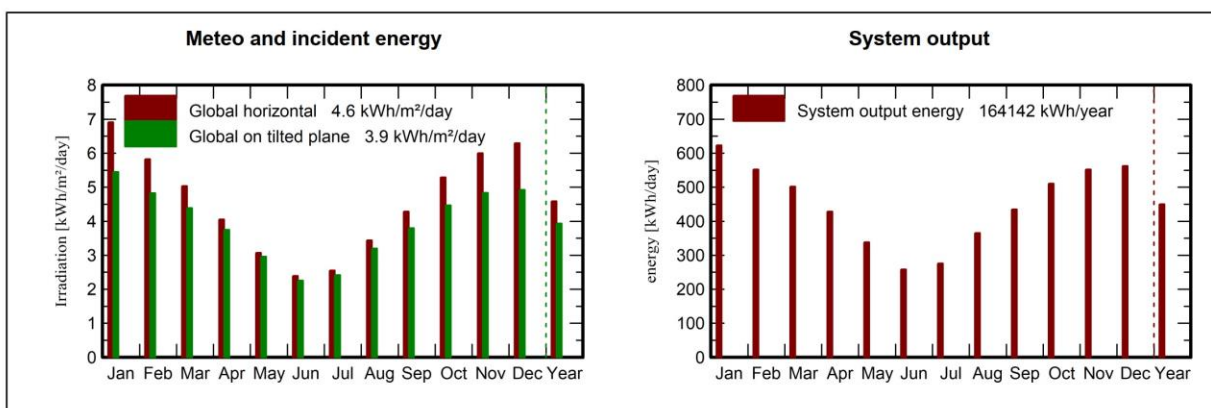 Meteo and incident energy
8
7
6
5
4
3
2
1
0
Irradiation [kWh/m²/day]
Global horizontal 4.6 kWh/m²/day
Global on tilted plane 3.9 kWh/m²/day
Jan Feb Mar Apr May Jun Jul Aug Sep Oct Nov Dec Year
System output
800
700
600
500
400
300
200
100
0
energy [kWh/day]
System output energy 164142 kWh/year
Jan Feb Mar Apr May Jun Jul Aug Sep Oct Nov Dec Year